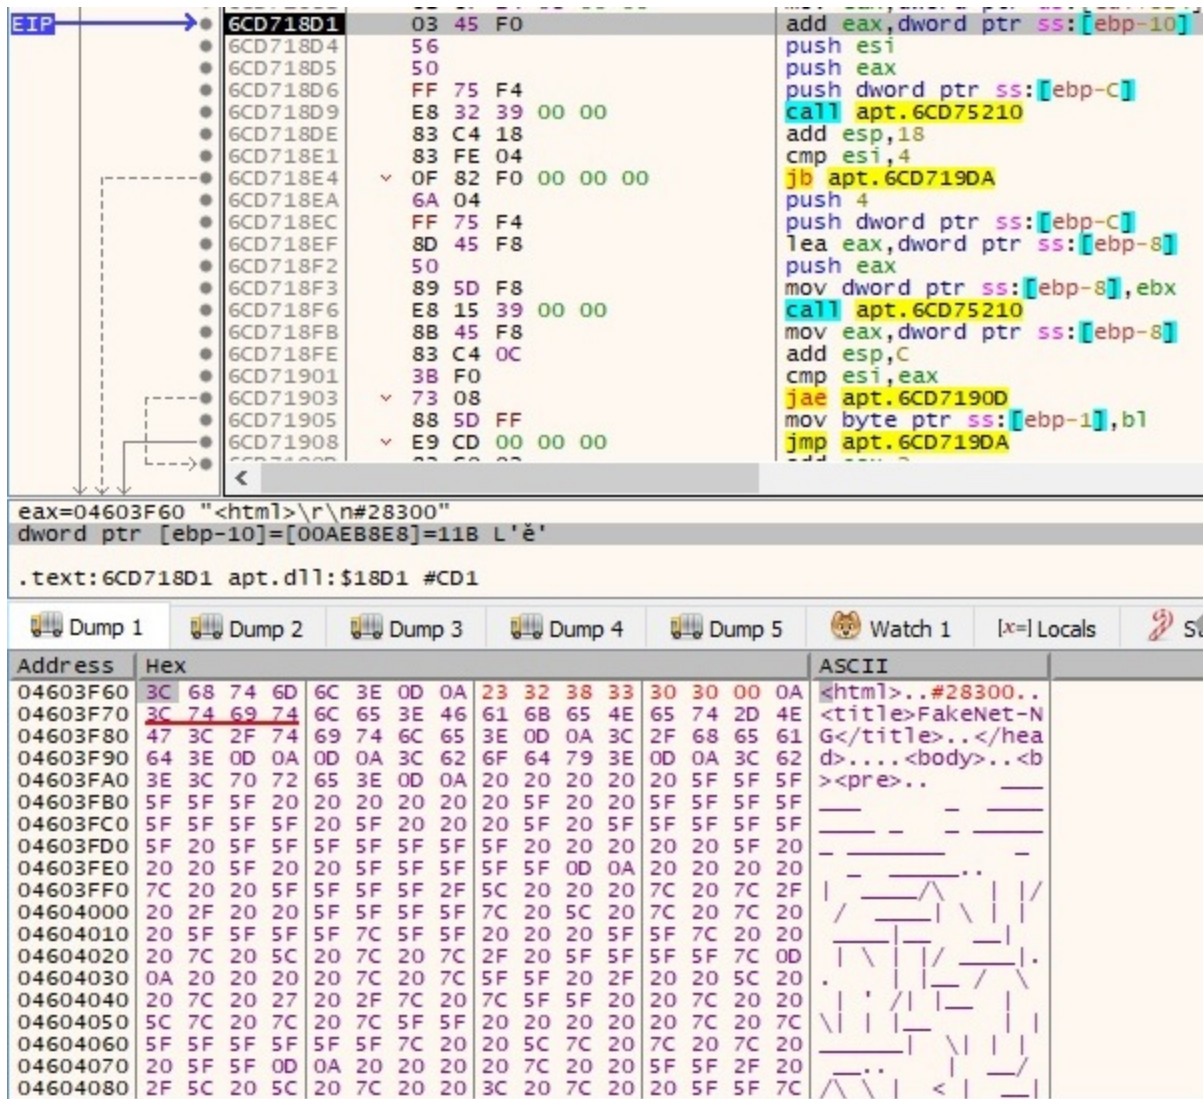 EIP 6CD718D1 03 45 F0 add eax,dword ptr ss:[ebp-10]
6CD718D4 56 push esi
6CD718D5 50 push eax
6CD718D6 FF 75 F4 push dword ptr ss:[ebp-C]
6CD718D9 E8 32 39 00 00 call apt.6CD75210
6CD718DE 83 C4 18 add esp,18
6CD718E1 83 FE 04 cmp esi,4
6CD718E4 0F 82 F0 00 00 00 jb apt.6CD719DA
6CD718EA 6A 04 push 4
6CD718EC FF 75 F4 push dword ptr ss:[ebp-C]
6CD718EF 8D 45 F8 lea eax,dword ptr ss:[ebp-8]
6CD718F2 50 push eax
6CD718F3 89 5D F8 mov dword ptr ss:[ebp-8],ebx
6CD718F6 E8 15 39 00 00 call apt.6CD75210
6CD718FB 8B 45 F8 mov eax,dword ptr ss:[ebp-8]
6CD718FE 83 C4 0C add esp,C
6CD71901 3B F0 cmp esi,eax
6CD71903 73 08 jae apt.6CD7190D
6CD71905 88 5D FF mov byte ptr ss:[ebp-1],bl
6CD71908 E9 CD 00 00 00 jmp apt.6CD719DA
eax=04603F60 "<html>\r\n#28300"
dword ptr [ebp-10]=[00AEB8E8]=11B L'ě'
.text:6CD718D1 apt.dll:$18D1 #CD1
Dump 1 Dump 2 Dump 3 Dump 4 Dump 5 Watch 1 [x=] Locals
Address Hex ASCII
04603F60 3C 68 74 6D 6C 3E 0D 0A 23 32 38 33 30 30 00 0A <html>..#28300..
04603F70 3C 74 69 74 6C 65 3E 46 61 6B 65 4E 65 74 2D 4E <title>FakeNet-N
04603F80 47 3C 2F 74 69 74 6C 65 3E 0D 0A 3C 2F 68 65 61 G</title>..</hea
04603F90 64 3E 0D 0A 0D 0A 3C 62 6F 64 79 3E 0D 0A 3C 62 d>....<body>..<b
04603FA0 3E 3C 70 72 65 3E 0D 0A 20 20 20 20 20 5F 5F 5F ><pre>..     ___
04603FB0 5F 5F 5F 20 20 20 20 20 20 5F 20 20 5F 5F 5F 5F ___      _  ____
04603FC0 5F 5F 5F 5F 20 5F 20 20 20 5F 20 5F 5F 5F 5F 5F ____ _   _ _____
04603FD0 5F 20 5F 5F 5F 5F 5F 5F 5F 20 20 20 20 20 5F 20 _ _______     _
04603FE0 20 20 5F 20 20 5F 5F 5F 5F 5F 0D 0A 20 20 20 20   _  _____..
04603FF0 7C 20 20 5F 5F 5F 5F 2F 5C 20 20 20 7C 20 7C 2F |  ____/\   | |/
04604000 20 2F 20 20 5F 5F 5F 5F 7C 20 5C 20 7C 20 7C 20  /  ____| \ | |
04604010 20 5F 5F 5F 5F 7C 5F 5F 20 20 20 5F 5F 7C 20 20  ____|__   __|
04604020 20 7C 20 5C 20 7C 20 7C 2F 20 5F 5F 5F 5F 7C 0D  | \ | |/ ____|.
04604030 0A 20 20 20 20 7C 20 7C 5F 5F 20 2F 20 20 5C 20 .    | |__ /  \
04604040 20 7C 20 27 20 2F 7C 20 7C 5F 5F 20 20 7C 20 20  | ' /| |__  |
04604050 5C 7C 20 7C 20 7C 5F 5F 20 20 20 20 20 7C 20 7C \| | |__     | |
04604060 5F 5F 5F 5F 5F 5F 7C 20 20 5C 7C 20 7C 20 7C 20 ______|  \| | |
04604070 20 5F 5F 0D 0A 20 20 20 20 7C 20 20 5F 5F 2F 20  __..    |  __/
04604080 2F 5C 20 5C 20 7C 20 20 3C 20 7C 20 20 5F 5F 7C /\ \ |  < |  __|